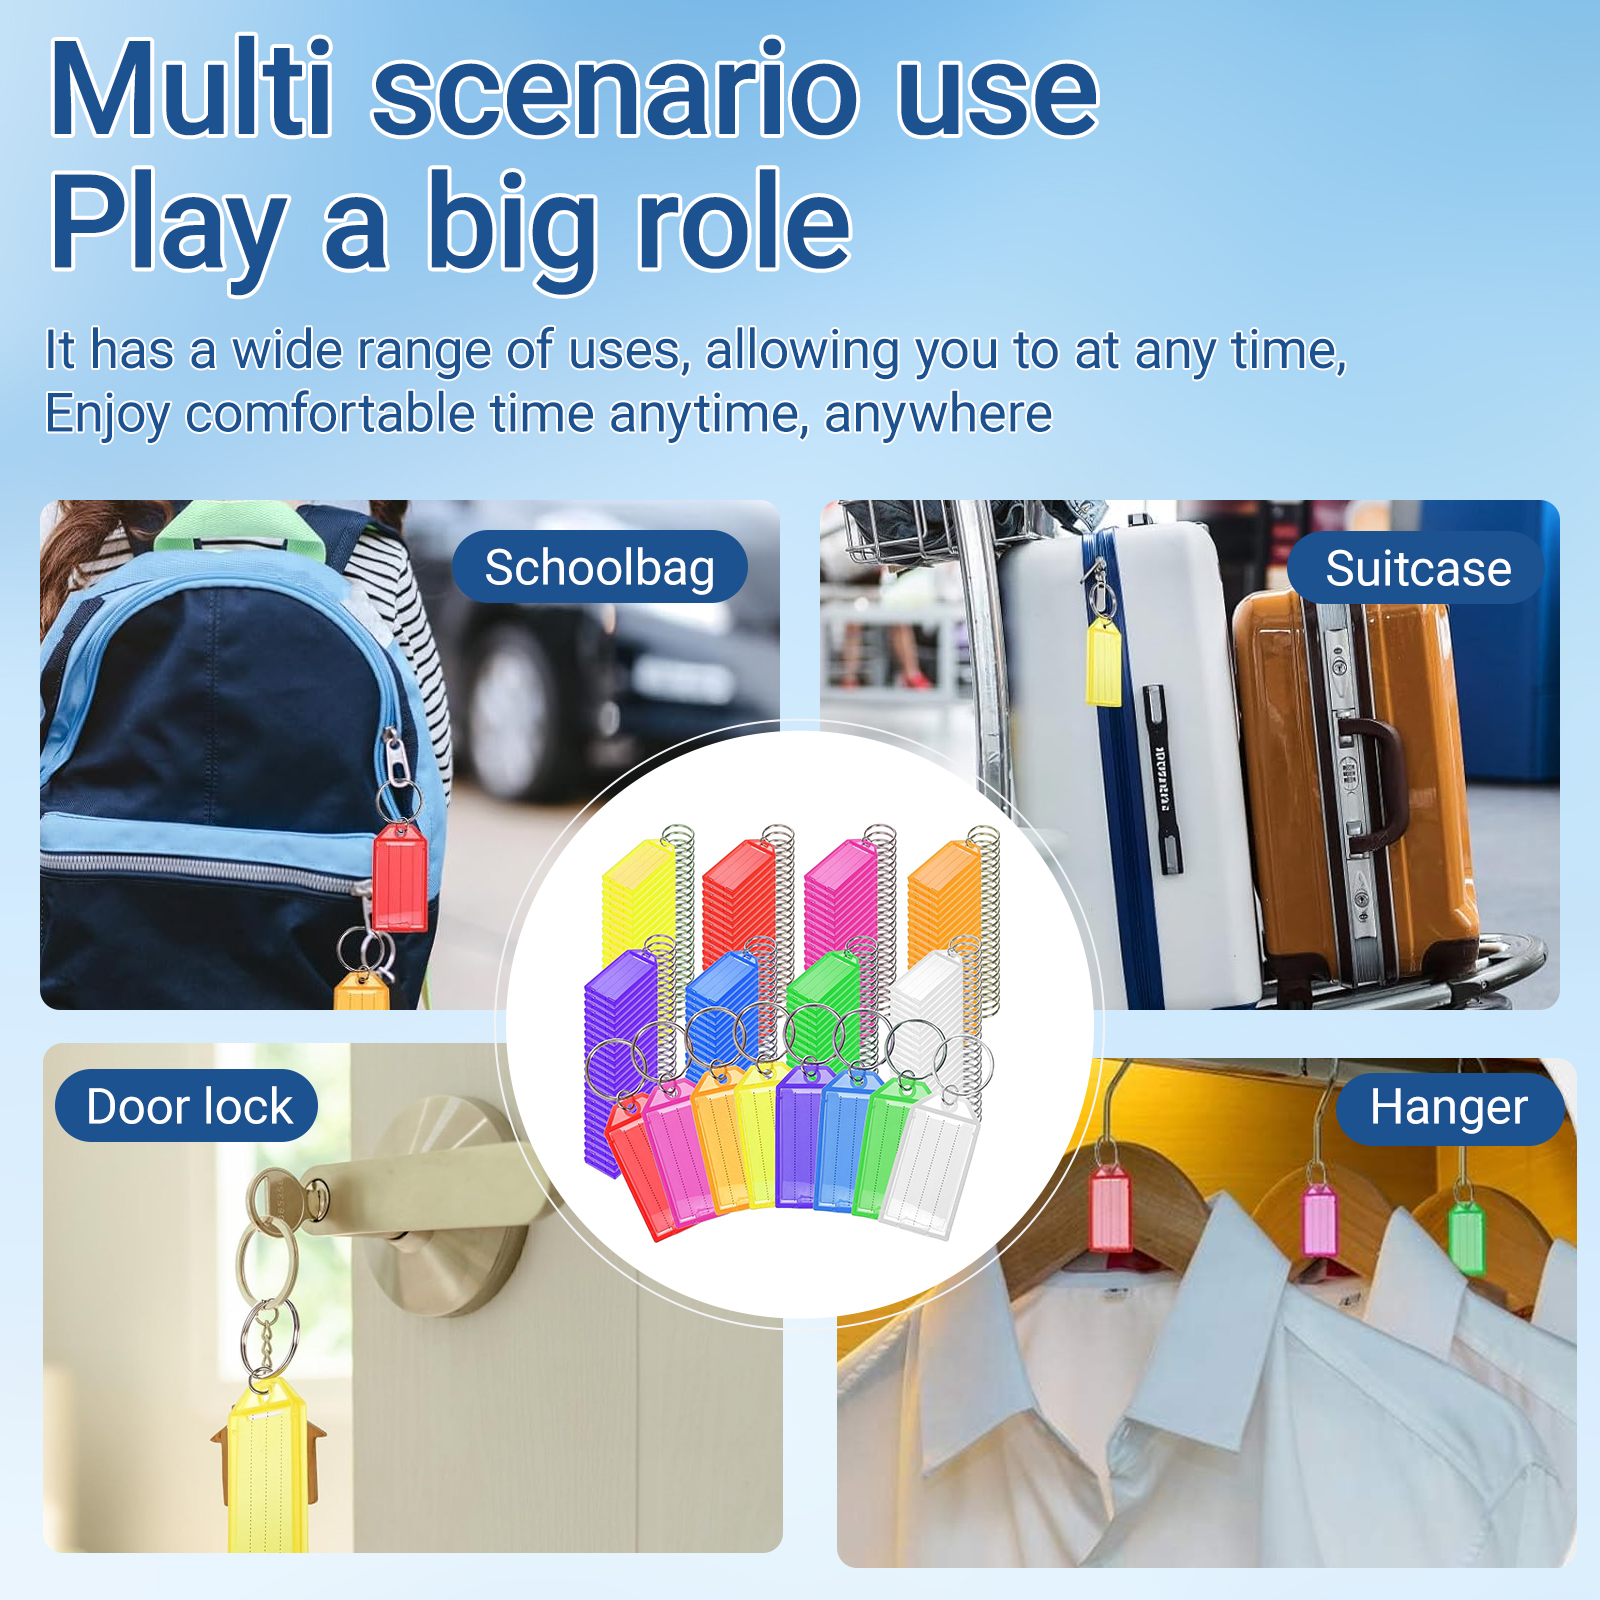 Multi scenario use
Play a big role
It has a wide range of uses, allowing you to at any time,
Enjoy comfortable time anytime, anywhere
Schoolbag
Suitcase
Door lock
Hanger